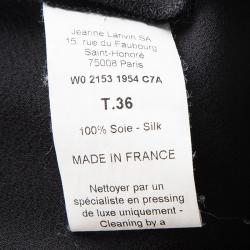 Jeanne Lanvin SA
15, rue du Faubourg
Saint-Honoré
75008 Paris
W0 2153 1954 C7A
T.36
100% Soie - Silk
MADE IN FRANCE
Nettoyer par un
spécialiste en pressing
de luxe uniquement -
Cleaning by a